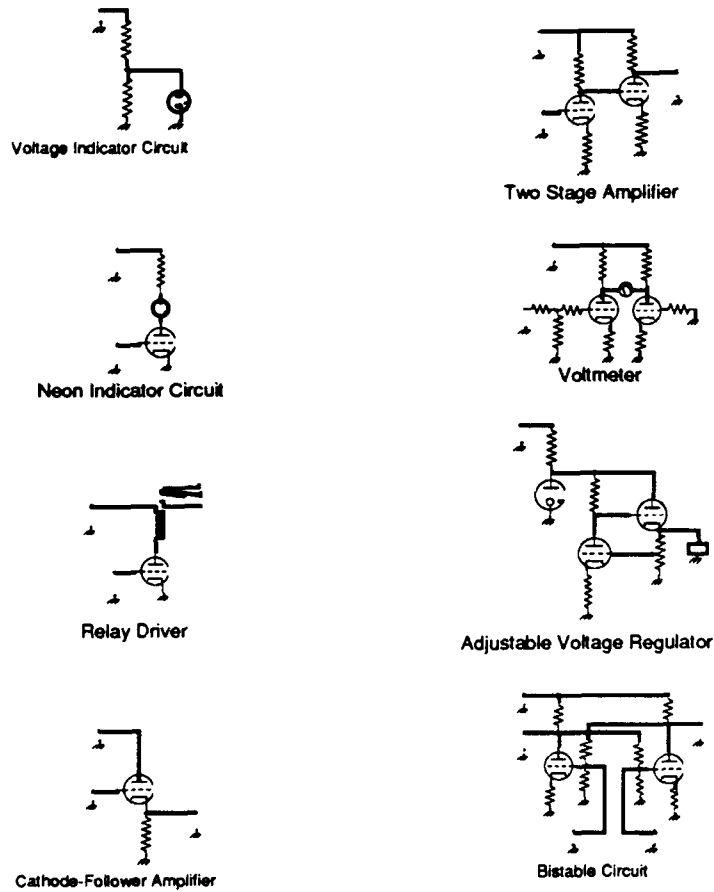 Voltage Indicator Circuit
Two Stage Amplifier
Neon Indicator Circuit
Voltmeter
Relay Driver
Adjustable Voltage Regulator
Cathode-Follower Amplifier
Bistable Circuit